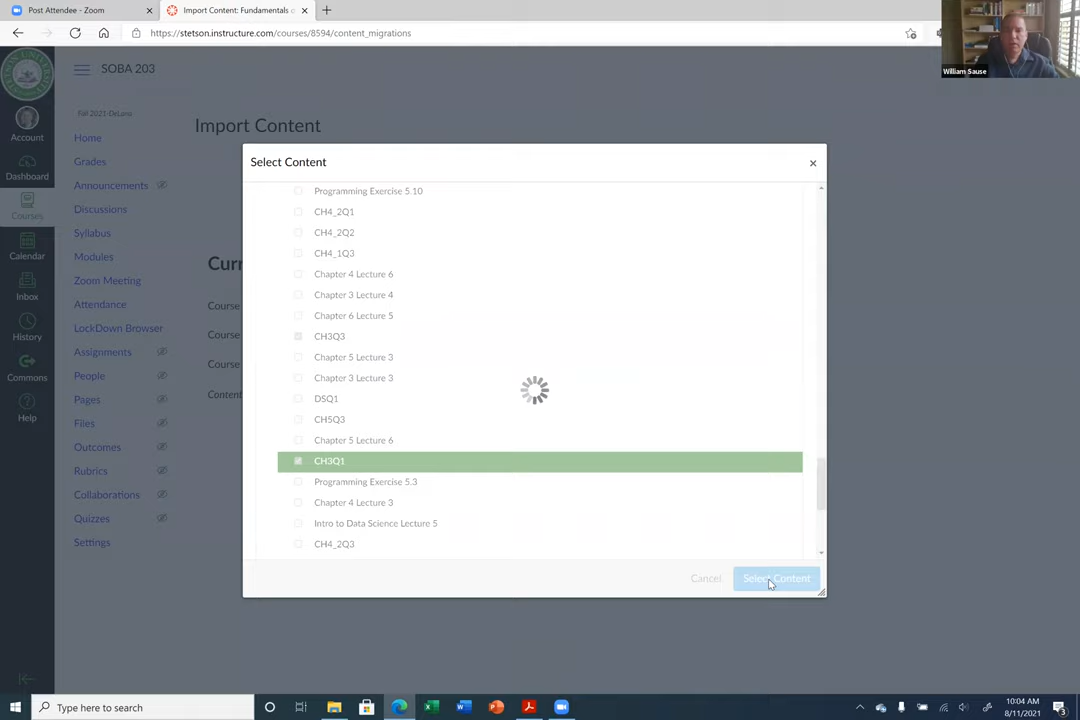 Post Attendee - Zoom
Import Content: Fundamentals o
https://stetson.instructure.com/courses/8594/content_migrations
William Sause
SOBA 203
Fall 2021-DeLand
Import Content
Account
Dashboard
Courses
Calendar
Inbox
History
Commons
Help
Home
Grades
Announcements
Discussions
Syllabus
Modules
Zoom Meeting
Attendance
LockDown Browser
Assignments
People
Pages
Files
Outcomes
Rubrics
Collaborations
Quizzes
Settings
Curr
Course
Course
Course
Content
Select Content
Programming Exercise 5.10
CH4_2Q1
CH4_2Q2
CH4_1Q3
Chapter 4 Lecture 6
Chapter 3 Lecture 4
Chapter 6 Lecture 5
CH3Q3
Chapter 5 Lecture 3
Chapter 3 Lecture 3
DSQ1
CH5Q3
Chapter 5 Lecture 6
CH3Q1
Programming Exercise 5.3
Chapter 4 Lecture 3
Intro to Data Science Lecture 5
CH4_2Q3
Cancel
Select Content
Type here to search
10:04 AM
8/11/2021